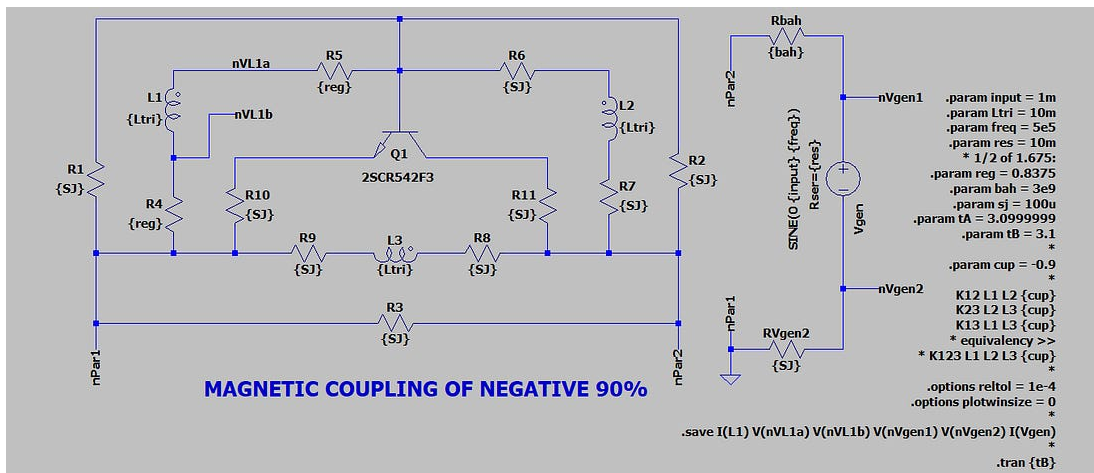 Rbah
{bah}
R5
nVL1a
{reg}
R6
{SJ}
nPar2
L1
{Ltri}
nVL1b
L2
{Ltri}
nVgen1
R1
{SJ}
Q1
2SCR542F3
R2
{SJ}
R4
{reg}
R10
{SJ}
R11
{SJ}
R7
{SJ}
SINE(0 {input} {freq})
Rser={res}
+
−
Vgen
R9
{SJ}
L3
{Ltri}
R8
{SJ}
nVgen2
R3
{SJ}
nPar1
nPar2
nPar1
RVgen2
{SJ}
MAGNETIC COUPLING OF NEGATIVE 90%
.param input = 1m
.param Ltri = 10m
.param freq = 5e5
.param res = 10m
* 1/2 of 1.675:
.param reg = 0.8375
.param bah = 3e9
.param sj = 100u
.param tA = 3.0999999
.param tB = 3.1
*
.param cup = -0.9
*
K12 L1 L2 {cup}
K23 L2 L3 {cup}
K13 L1 L3 {cup}
* equivalency >>
* K123 L1 L2 L3 {cup}
*
.options reltol = 1e-4
.options plotwinsize = 0
*
.save I(L1) V(nVL1a) V(nVL1b) V(nVgen1) V(nVgen2) I(Vgen)
*
.tran {tB}